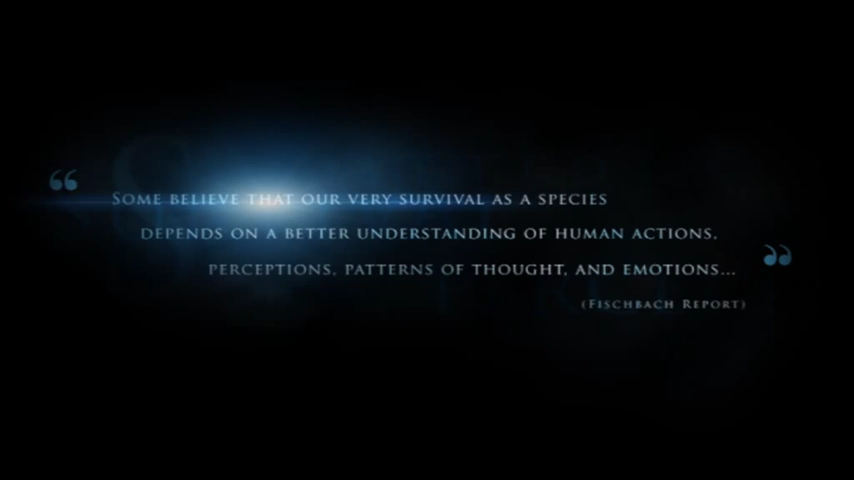 “ Some believe that our very survival as a species
depends on a better understanding of human actions,
perceptions, patterns of thought, and emotions... ”
(Fischbach Report)